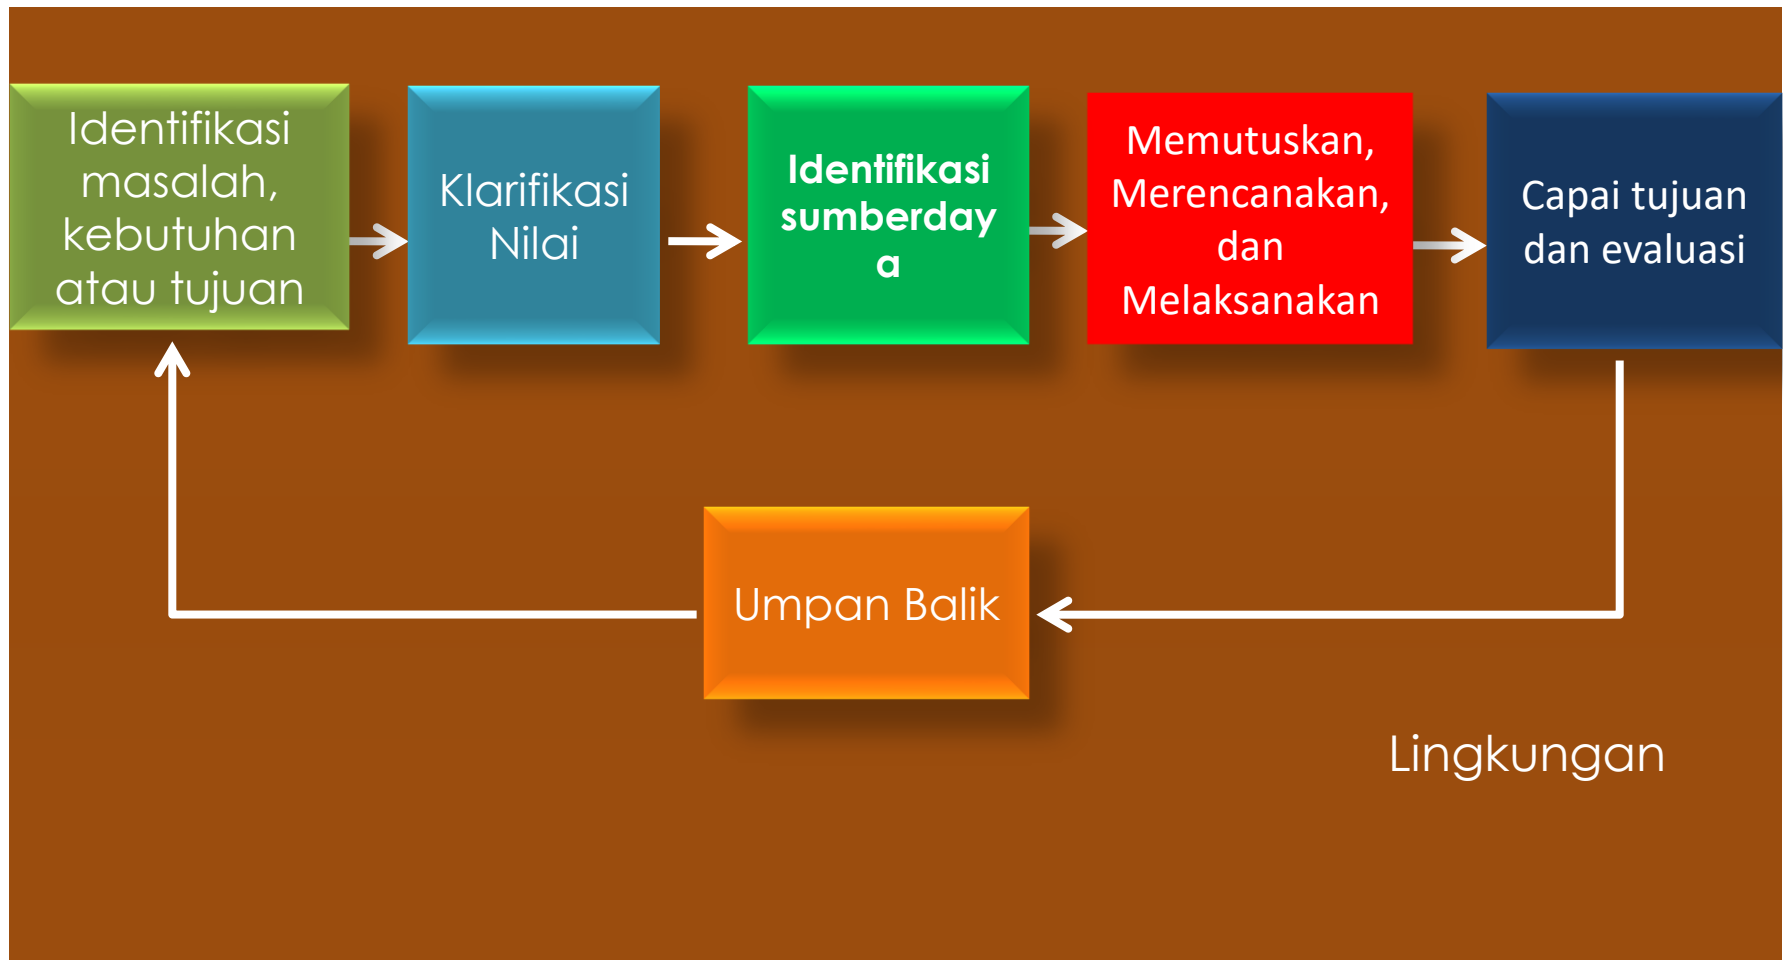 Identifikasi
masalah,
kebutuhan
atau tujuan
Klarifikasi
Nilai
Identifikasi
sumberday
a
Memutuskan,
Merencanakan,
dan
Melaksanakan
Capai tujuan
dan evaluasi
Umpan Balik
Lingkungan